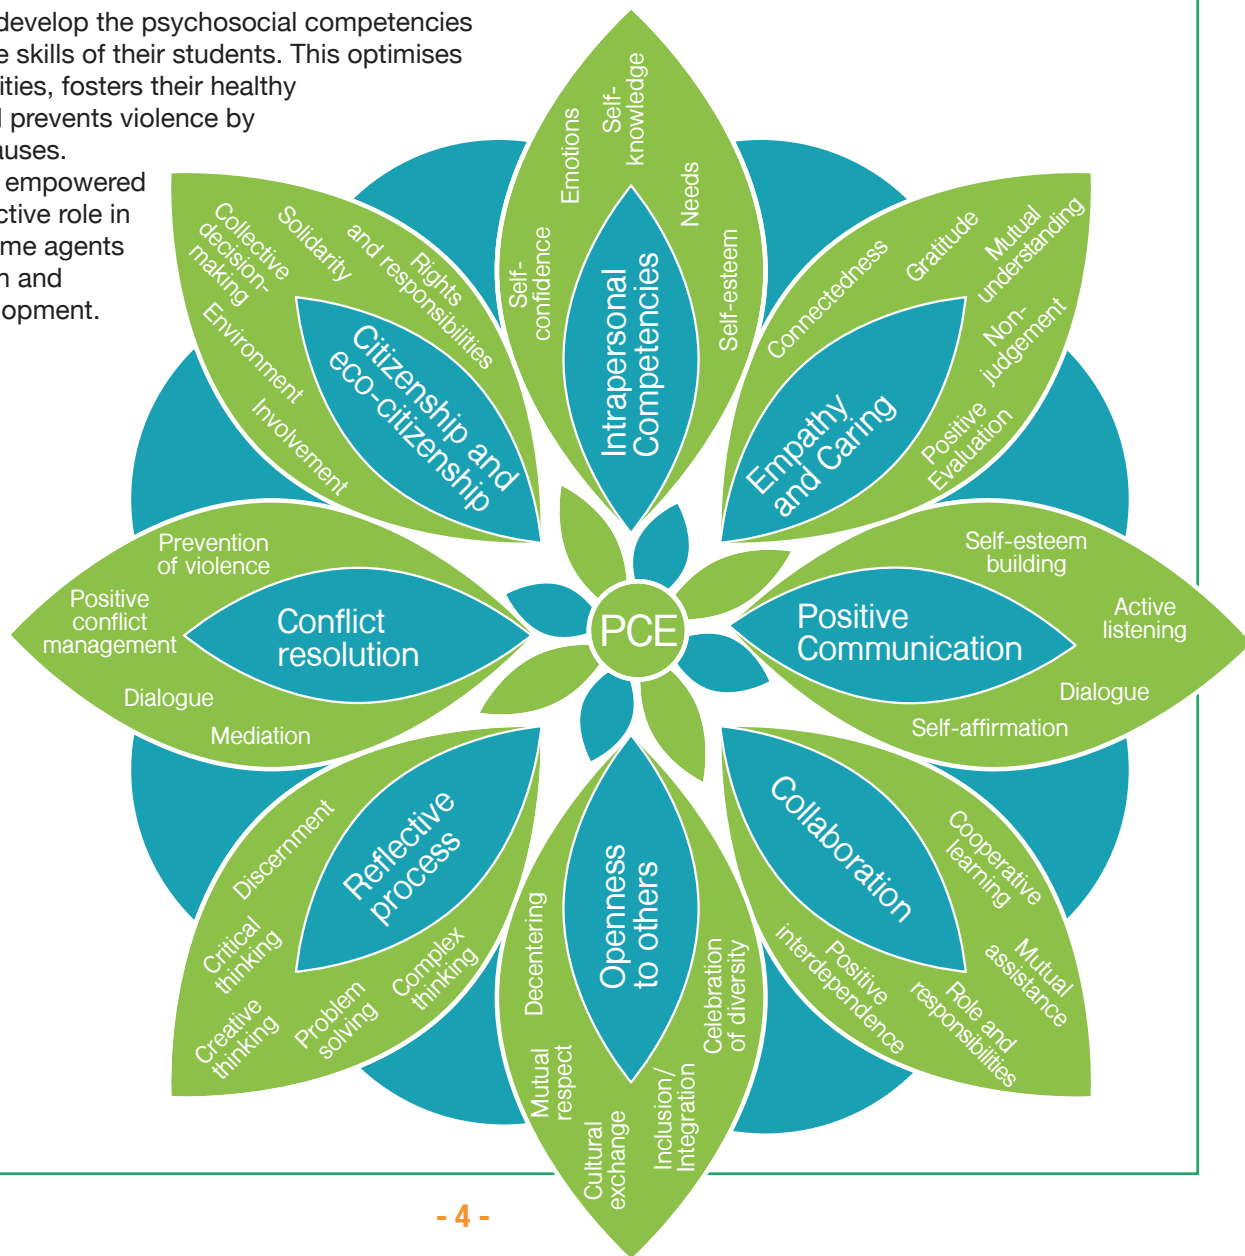 develop the psychosocial competencies
skills of their students. This optimises
fosters their healthy
prevents violence by
empowered
role in
agents
and
Self-
knowledge
Emotions
Needs
Self-
confidence
Self-esteem
Intrapersonal
Competencies
Connectedness
Gratitude
Mutual
understanding
Non-
judgement
Positive
Evaluation
Empathy
and Caring
Self-esteem
building
Active
listening
Dialogue
Self-affirmation
Positive
Communication
Cooperative
learning
Mutual
assistance
Role and
responsibilities
Positive
interdependence
Collaboration
Celebration
of diversity
Inclusion/
Integration
Cultural
exchange
Mutual
respect
Decentering
Openness
to others
Complex
thinking
Problem
solving
Creative
thinking
Critical
thinking
Discernment
Reflective
process
Mediation
Dialogue
Positive
conflict
management
Prevention
of violence
Conflict
resolution
Involvement
Environment
Collective
decision-
making
Solidarity
Rights
and responsibilities
Citizenship and
eco-citizenship
PCE
- 4 -